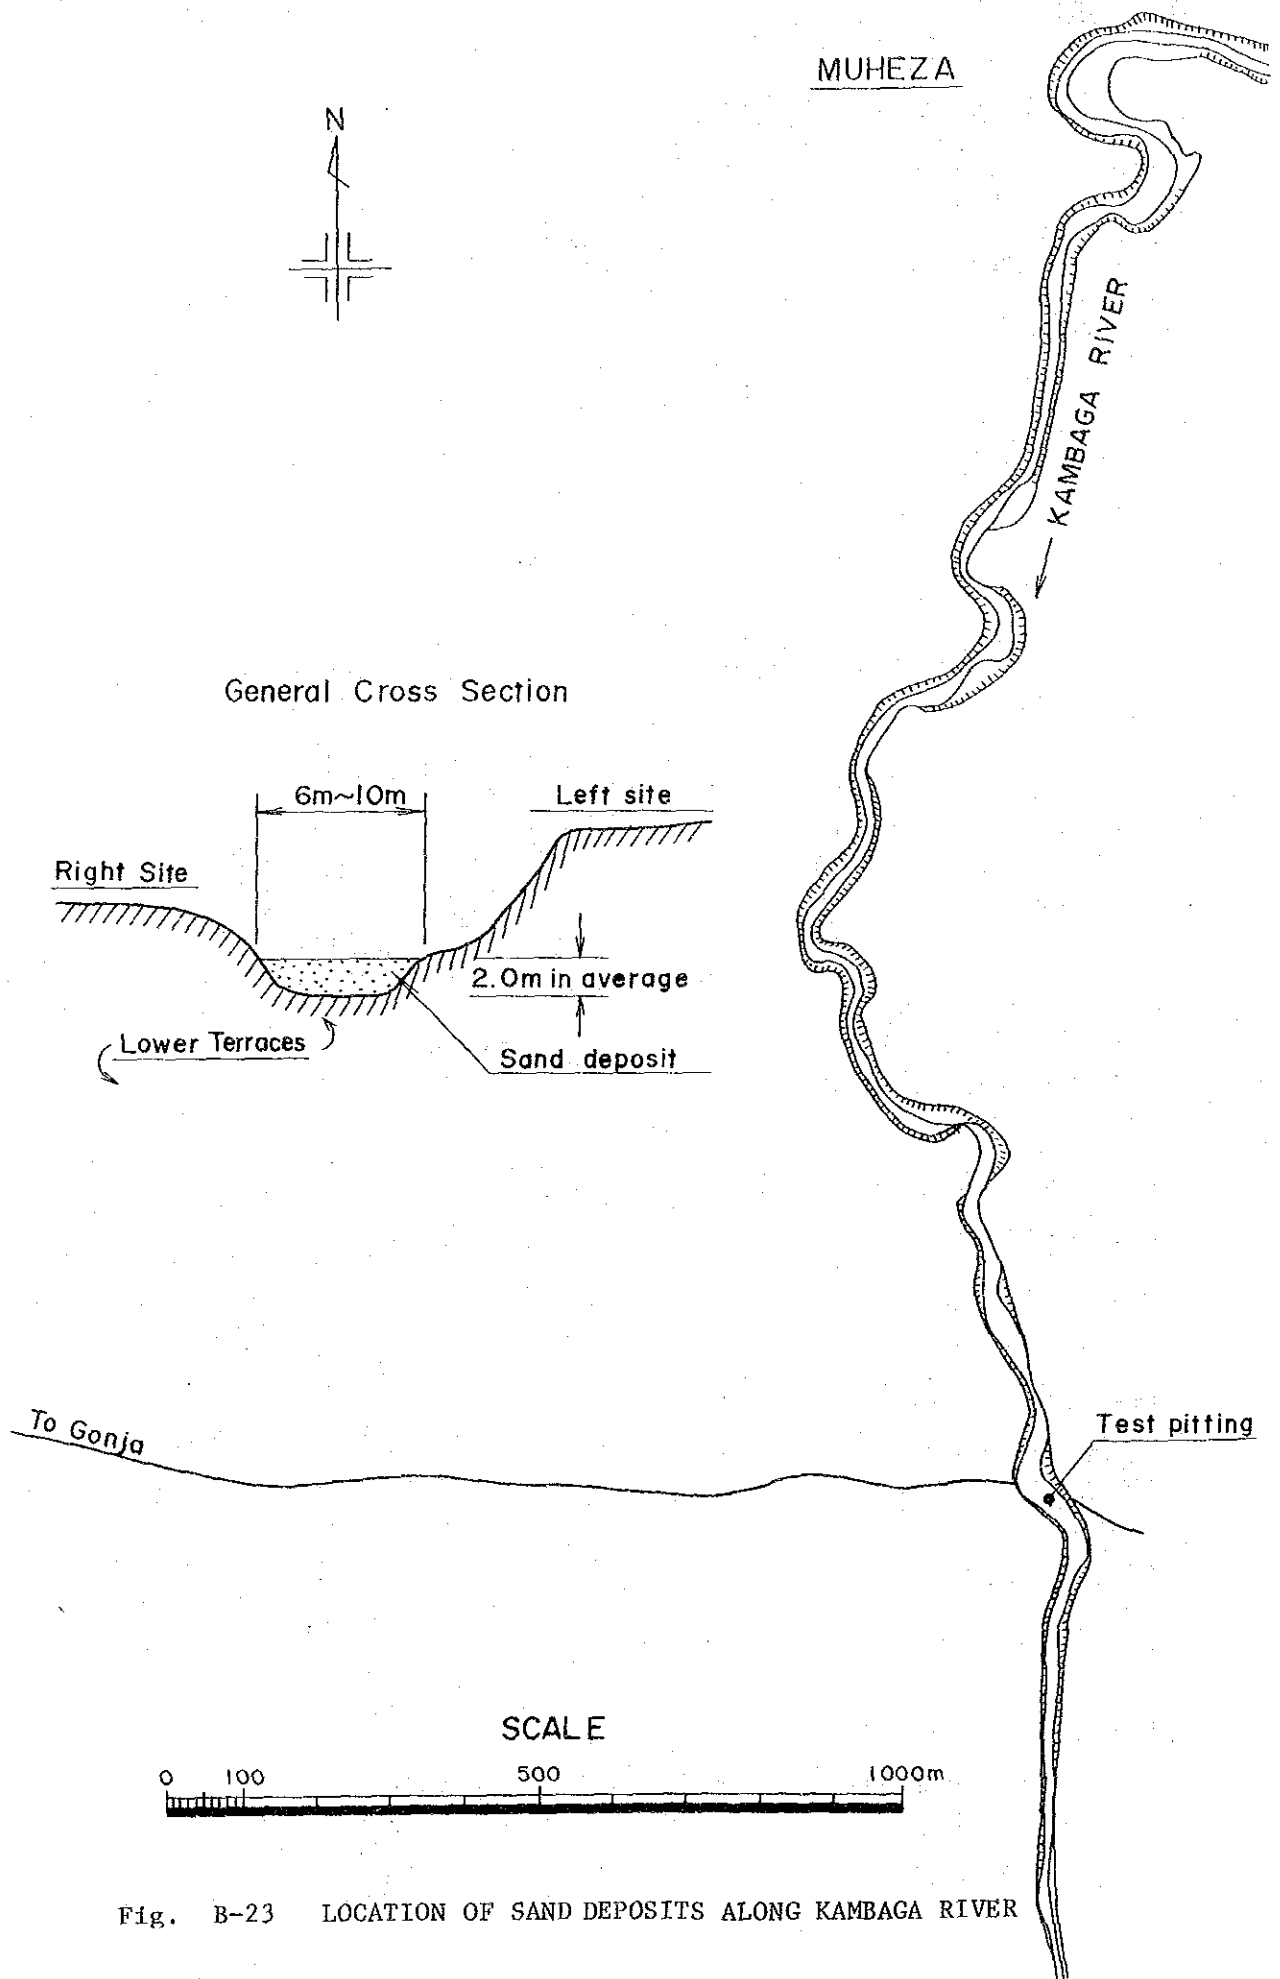 MUHEZA
N
KAMBAGA RIVER
General Cross Section
6m~10m
Left site
Right Site
2.0m in average
Lower Terraces
Sand deposit
To Gonja
Test pitting
SCALE
0 100 500 1000m
Fig. B-23 LOCATION OF SAND DEPOSITS ALONG KAMBAGA RIVER